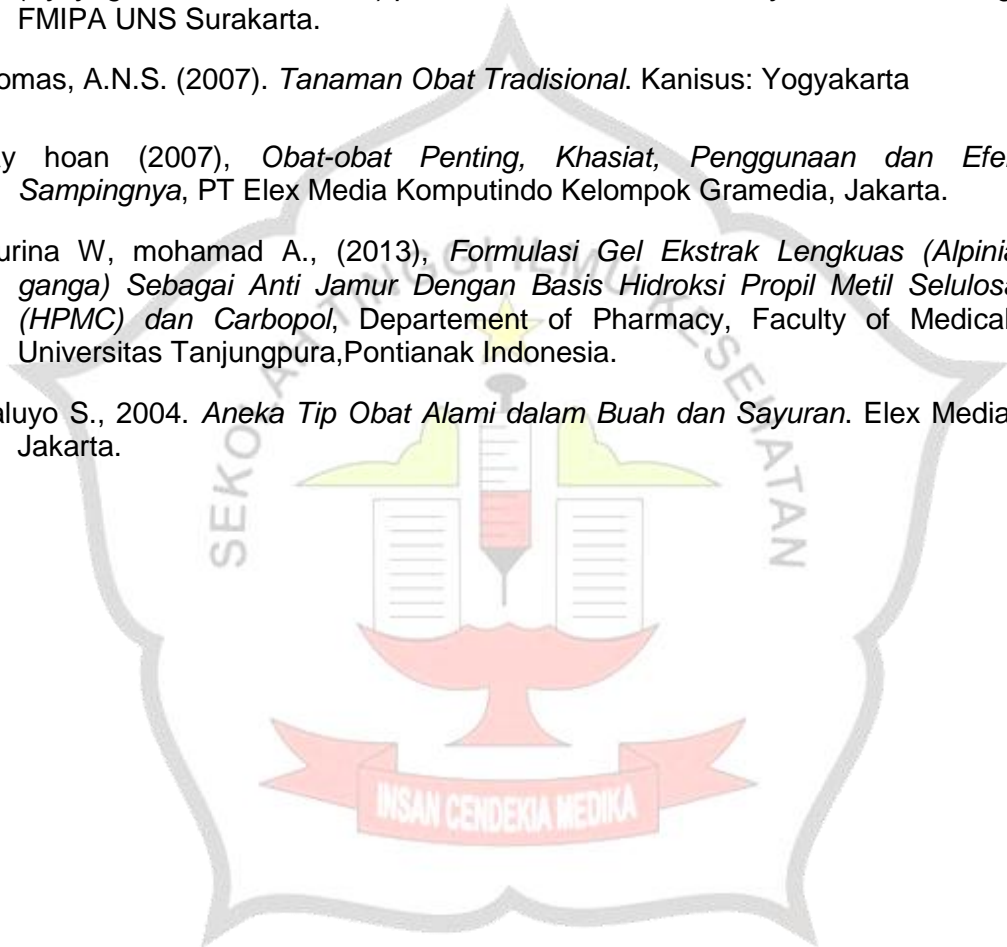 FMIPA UNS Surakarta.
omas, A.N.S. (2007). Tanaman Obat Tradisional. Kanisus: Yogyakarta
y hoan (2007), Obat-obat Penting, Khasiat, Penggunaan dan Efe
Sampingnya, PT Elex Media Komputindo Kelompok Gramedia, Jakarta.
urina W, mohamad A., (2013), Formulasi Gel Ekstrak Lengkuas (Alpinia
ganga) Sebagai Anti Jamur Dengan Basis Hidroksi Propil Metil Selulosa
(HPMC) dan Carbopol, Departement of Pharmacy, Faculty of Medical
Universitas Tanjungpura,Pontianak Indonesia.
aluyo S., 2004. Aneka Tip Obat Alami dalam Buah dan Sayuran. Elex Media
Jakarta.
SEKOLAH TINGGI ILMU KESEHATAN
INSAN CENDEKIA MEDIKA